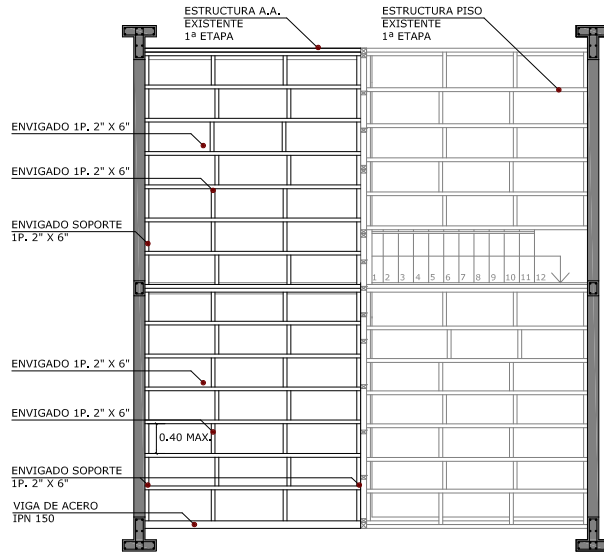 ESTRUCTURA A.A.
EXISTENTE
1ª ETAPA
ESTRUCTURA PISO
EXISTENTE
1ª ETAPA
ENVIGADO 1P. 2" X 6"
ENVIGADO 1P. 2" X 6"
ENVIGADO SOPORTE
1P. 2" X 6"
1 2 3 4 5 6 7 8 9 10 11 12
ENVIGADO 1P. 2" X 6"
ENVIGADO 1P. 2" X 6"
0.40 MAX.
ENVIGADO SOPORTE
1P. 2" X 6"
VIGA DE ACERO
IPN 150